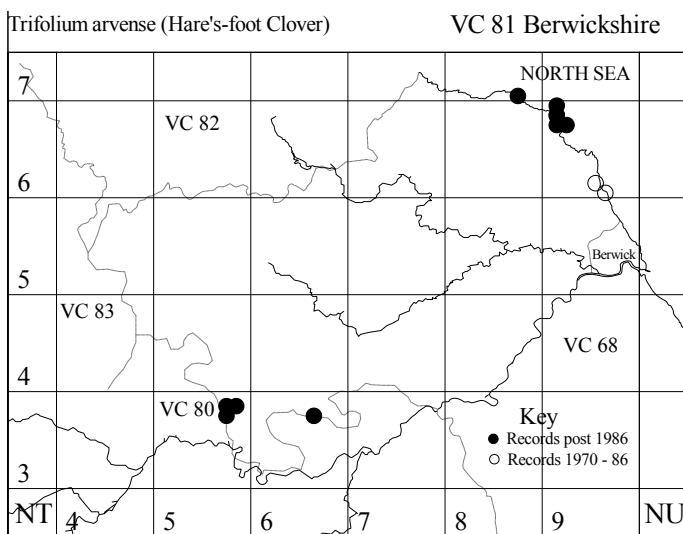 Trifolium arvense (Hare's-foot Clover) VC 81 Berwickshire
NORTH SEA
7
VC 82
6
Berwick
5
VC 83
VC 68
4
VC 80
Key
Records post 1986
Records 1970 - 86
3
NT 4 5 6 7 8 9 NU